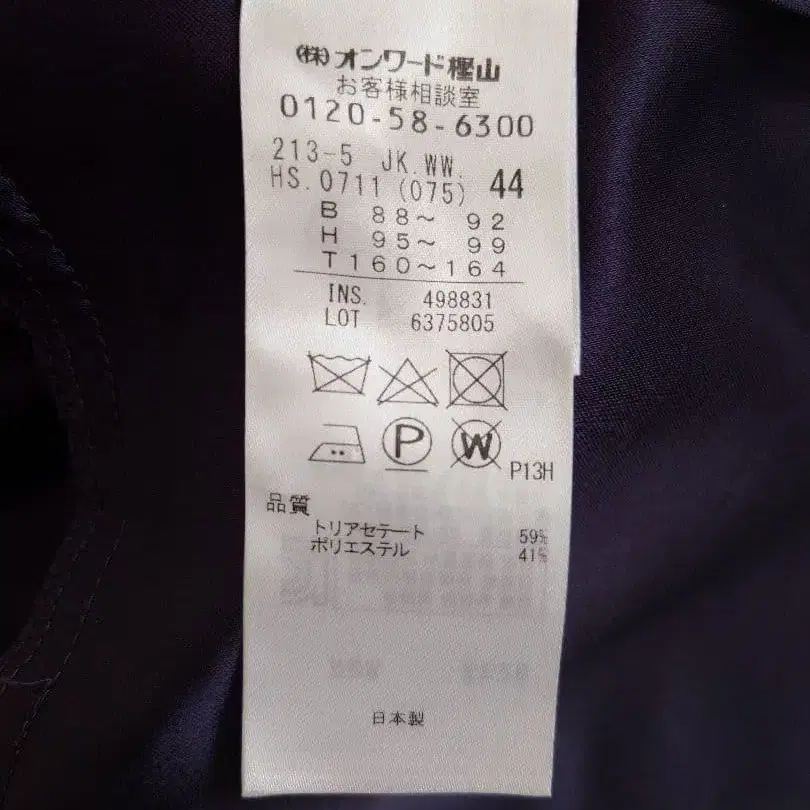 (株)オンワード樫山
お客様相談室
0120-58-6300
213-5 JK.WW.
HS.0711 (075) 44
B 88～ 92
H 95～ 99
T160～164
INS. 498831
LOT 6375805
P W P13H
品質
トリアセテート 59%
ポリエステル 41%
日本製